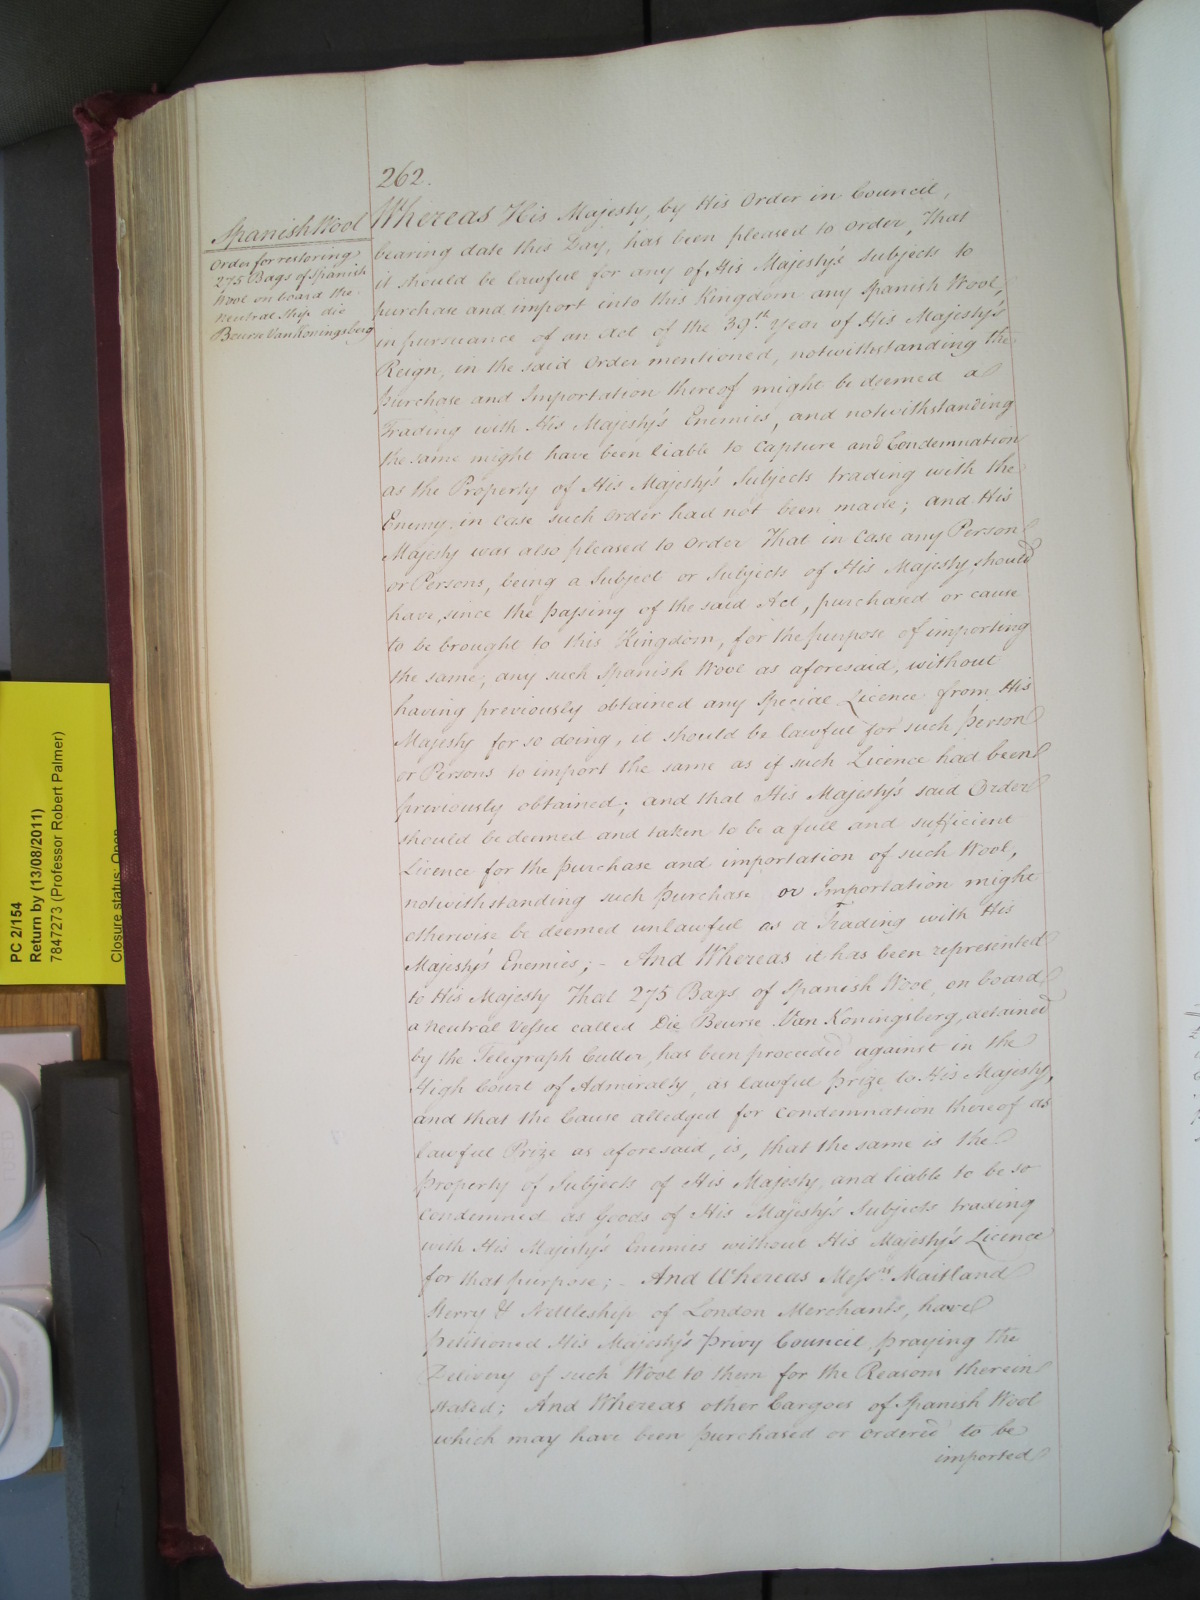 262.
Spanish Wool
Order for restoring
275 Bags of Spanish
Wool on board the
neutral ship die
Beurse Van Koningsberg
Whereas His Majesty, by His Order in Council,
bearing date this Day, has been pleased to order, That
it should be lawful for any of His Majesty's subjects to
purchase and import into this Kingdom any Spanish Wool,
in pursuance of an Act of the 39th Year of His Majesty's
Reign, in the said Order mentioned, notwithstanding the
purchase and Importation thereof might be deemed a
Trading with His Majesty's Enemies, and notwithstanding
the same might have been liable to Capture and Condemnation
as the Property of His Majesty's Subjects trading with the
Enemy in case such Order had not been made; and His
Majesty was also pleased to Order That in Case any Person
or Persons, being a Subject or Subjects of His Majesty should
have, since the passing of the said Act, purchased or cause
to be brought to this Kingdom, for the purpose of importing
the same, any such Spanish Wool as aforesaid, without
having previously obtained any Special Licence from His
Majesty for so doing, it should be lawful for such person
or Persons to import the same as if such Licence had been
previously obtained; and that His Majesty's said Order
should be deemed and taken to be a full and sufficient
Licence for the purchase and importation of such Wool,
notwithstanding such purchase or Importation might
otherwise be deemed unlawful as a Trading with His
Majesty's Enemies; - And Whereas it has been represented
to His Majesty That 275 Bags of Spanish Wool, on board
a Neutral Vessel called Die Beurse Van Koningsberg, detained
by the Telegraph Cutter, has been proceeded against in the
High Court of Admiralty, as lawful prize to His Majesty,
and that the Cause alledged for Condemnation thereof as
lawful Prize as aforesaid, is, that the same is the
property of Subjects of His Majesty, and liable to be so
condemned as Goods of His Majesty's Subjects trading
with His Majesty's Enemies without His Majesty's Licence
for that purpose; - And Whereas Messrs Maitland
Sterry & Nettleship of London Merchants, have
petitioned His Majesty's Privy Council, praying the
Delivery of such Wool to them for the Reasons therein
stated; And Whereas other Cargoes of Spanish Wool
which may have been purchased or ordered to be
imported
PC 2/154
Return by (13/08/2011)
7847273 (Professor Robert Palmer)
Closure status: Open